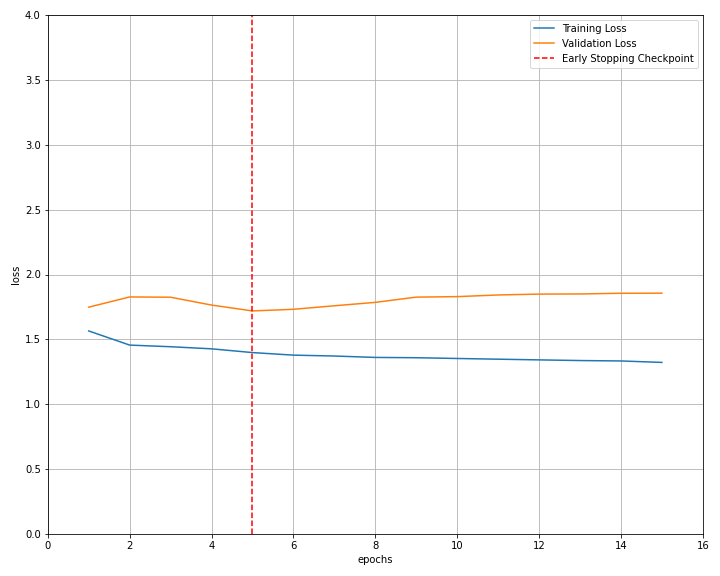 Training Loss
Validation Loss
Early Stopping Checkpoint
4.0
3.5
3.0
2.5
2.0
1.5
1.0
0.5
0.0
loss
0 2 4 6 8 10 12 14 16
epochs